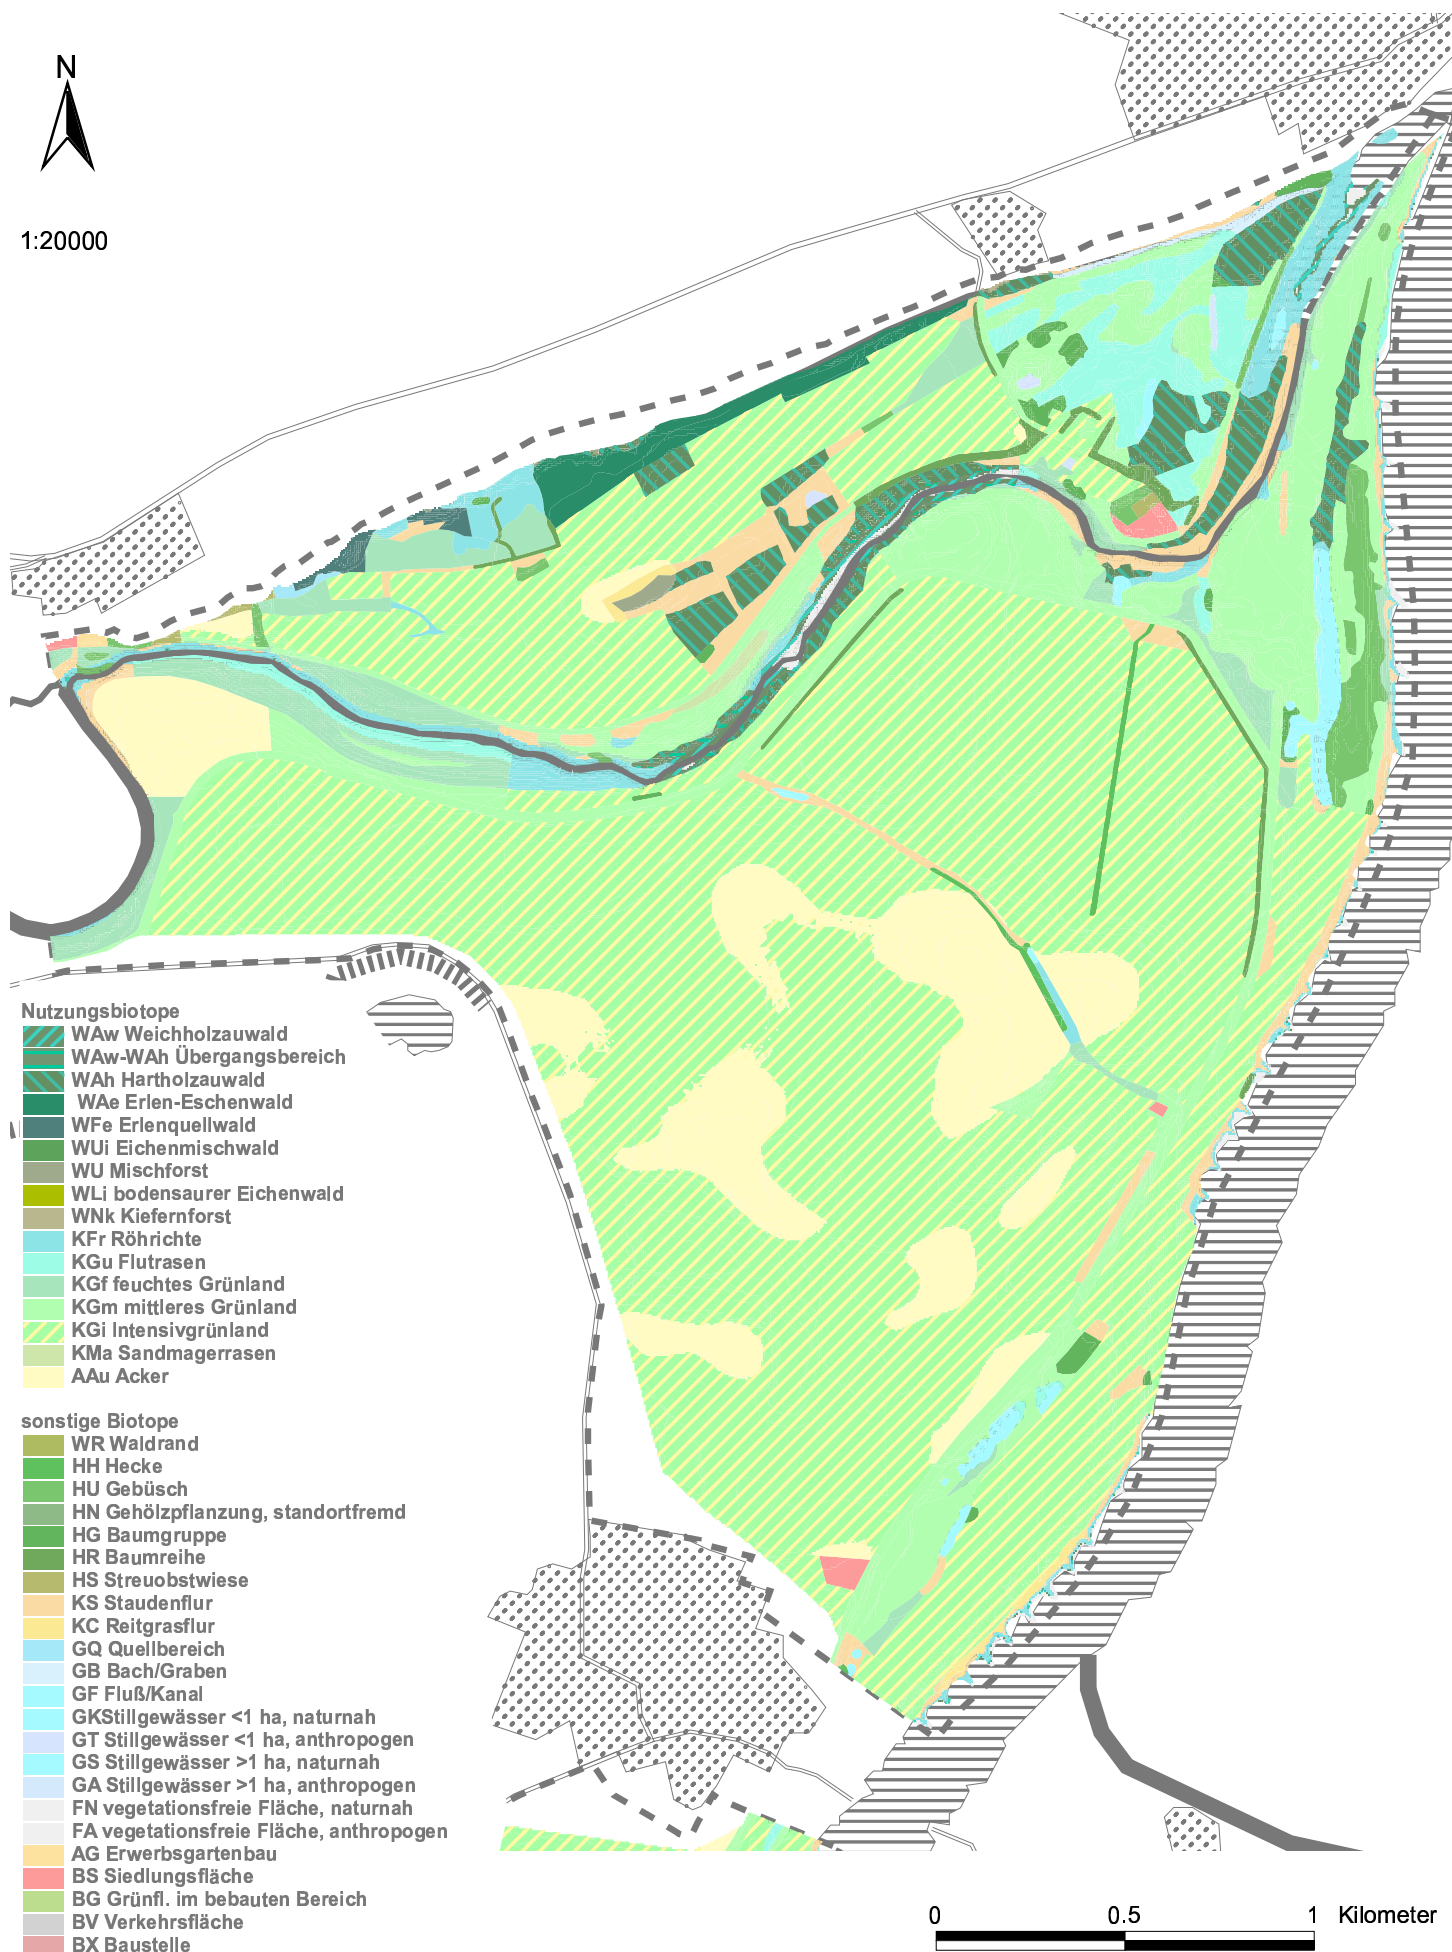 N
1:20000
Nutzungsbiotope
WAw Weichholzauwald
WAw-WAh Übergangsbereich
WAh Hartholzauwald
WAe Erlen-Eschenwald
WFe Erlenquellwald
WUi Eichenmischwald
WU Mischforst
WLi bodensaurer Eichenwald
WNk Kiefernforst
KFr Röhrichte
KGu Flutrasen
KGf feuchtes Grünland
KGm mittleres Grünland
KGi Intensivgrünland
KMa Sandmagerrasen
AAu Acker
sonstige Biotope
WR Waldrand
HH Hecke
HU Gebüsch
HN Gehölzpflanzung, standortfremd
HG Baumgruppe
HR Baumreihe
HS Streuobstwiese
KS Staudenflur
KC Reitgrasflur
GQ Quellbereich
GB Bach/Graben
GF Fluß/Kanal
GKStillgewässer <1 ha, naturnah
GT Stillgewässer <1 ha, anthropogen
GS Stillgewässer >1 ha, naturnah
GA Stillgewässer >1 ha, anthropogen
FN vegetationsfreie Fläche, naturnah
FA vegetationsfreie Fläche, anthropogen
AG Erwerbsgartenbau
BS Siedlungsfläche
BG Grünfl. im bebauten Bereich
BV Verkehrsfläche
BX Baustelle
0 0.5 1 Kilometer